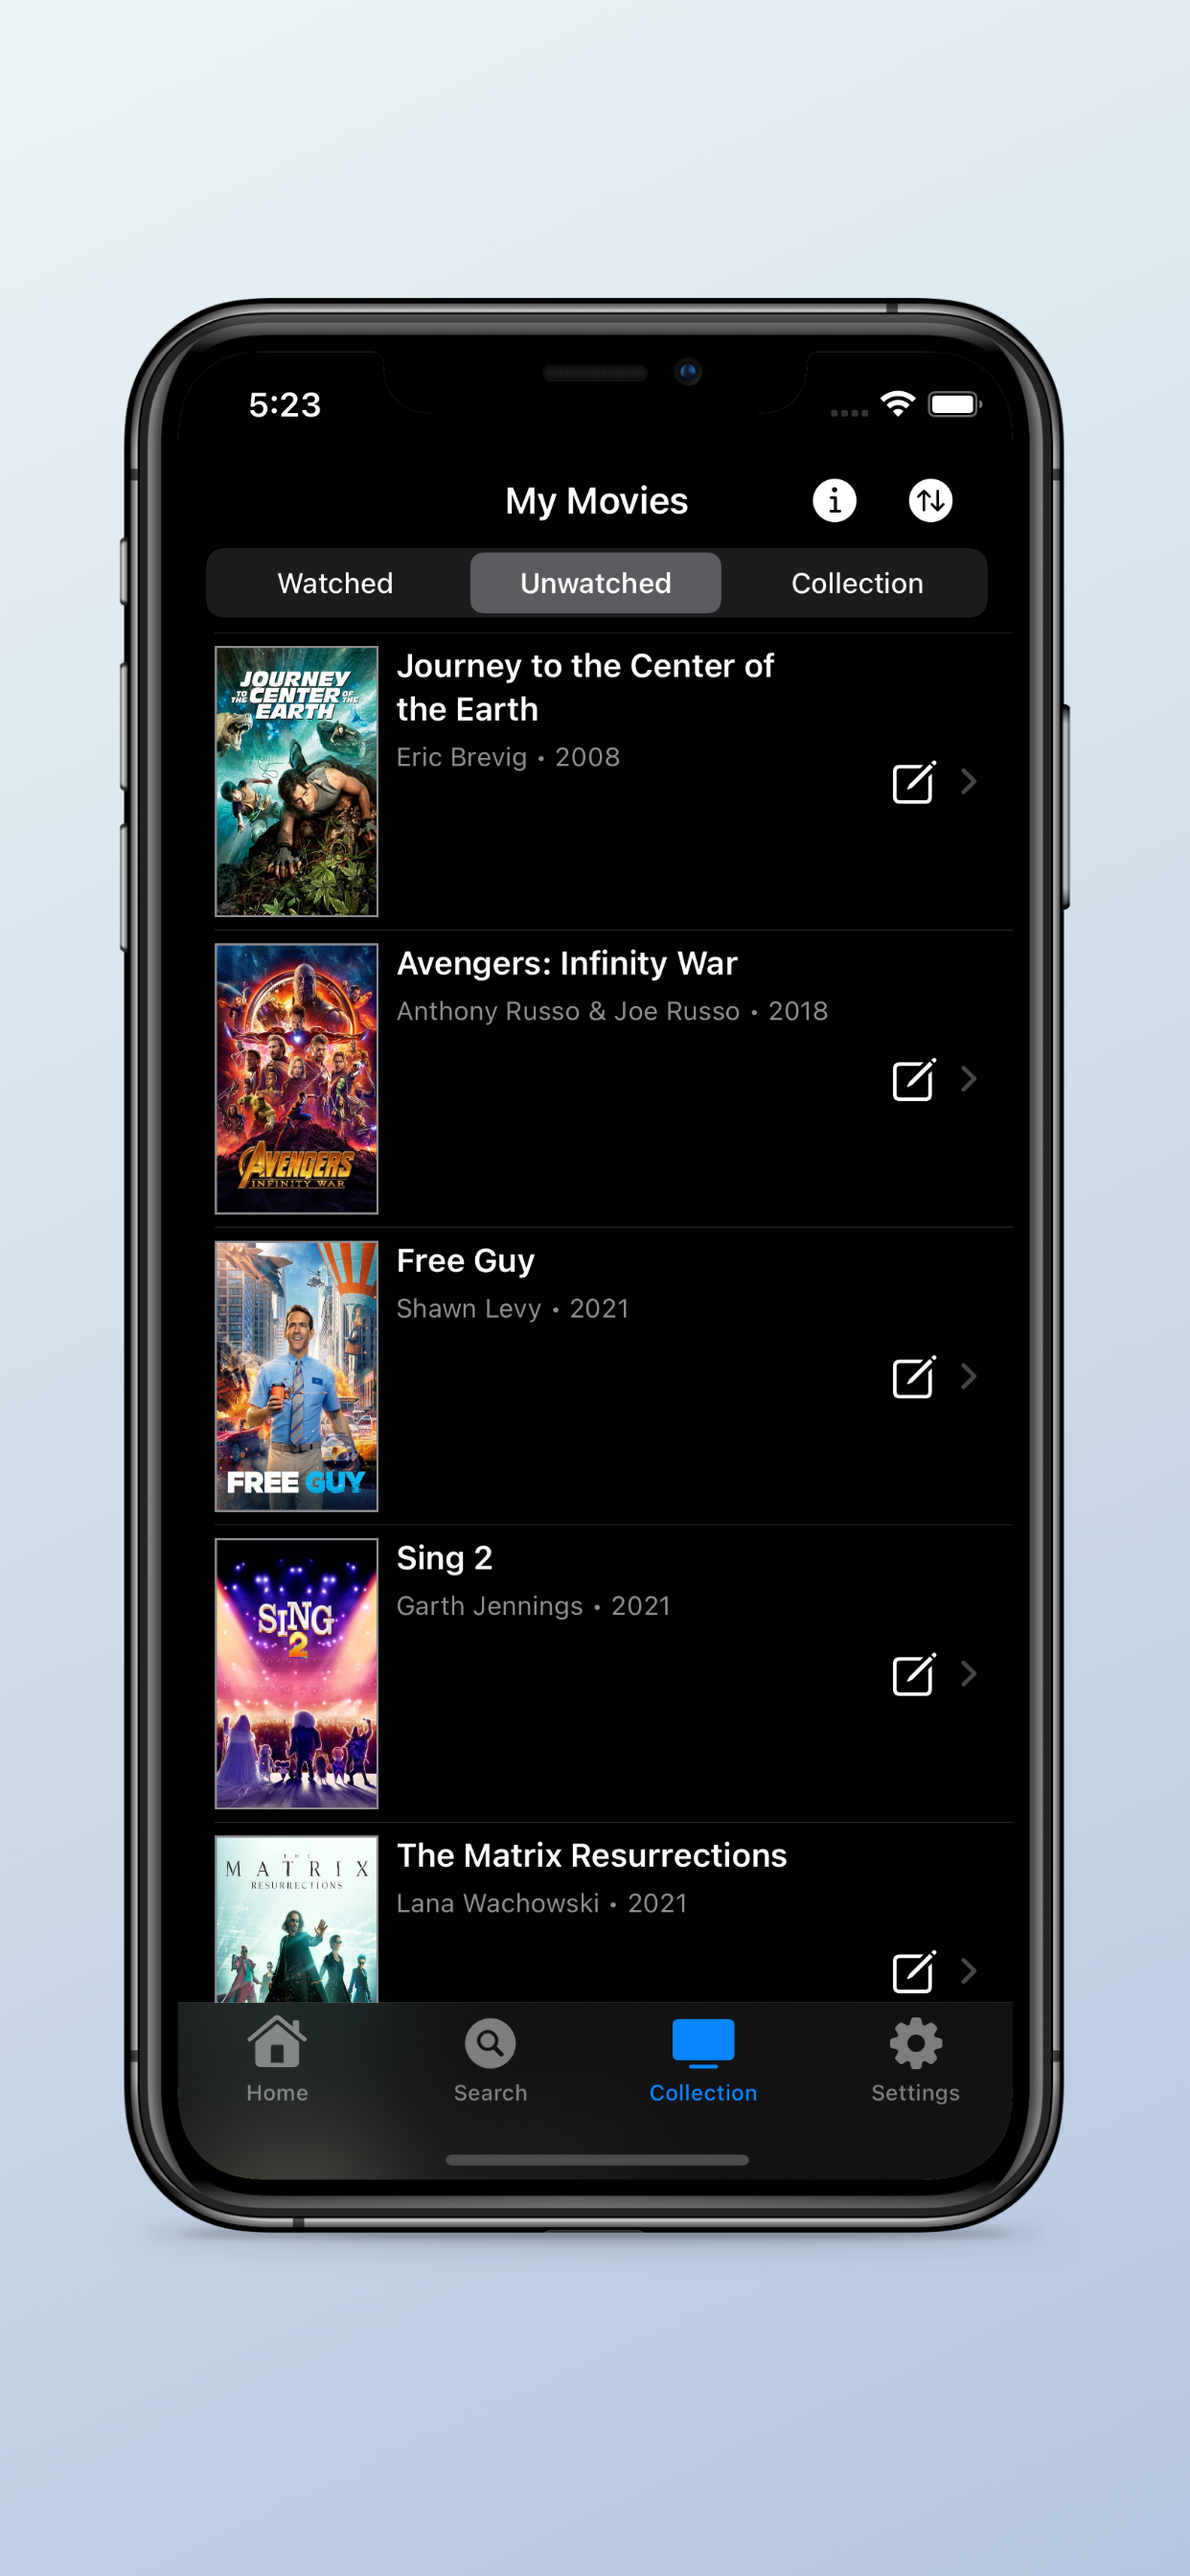 5:23
My Movies
Watched
Unwatched
Collection
JOURNEY
TO THE CENTER OF THE
EARTH
Journey to the Center of
the Earth
Eric Brevig • 2008
Avengers: Infinity War
Anthony Russo & Joe Russo • 2018
AVENGERS
INFINITY WAR
Free Guy
Shawn Levy • 2021
FREE GUY
Sing 2
Garth Jennings • 2021
SING
2
The Matrix Resurrections
Lana Wachowski • 2021
THE
MATRIX
RESURRECTIONS
Home
Search
Collection
Settings